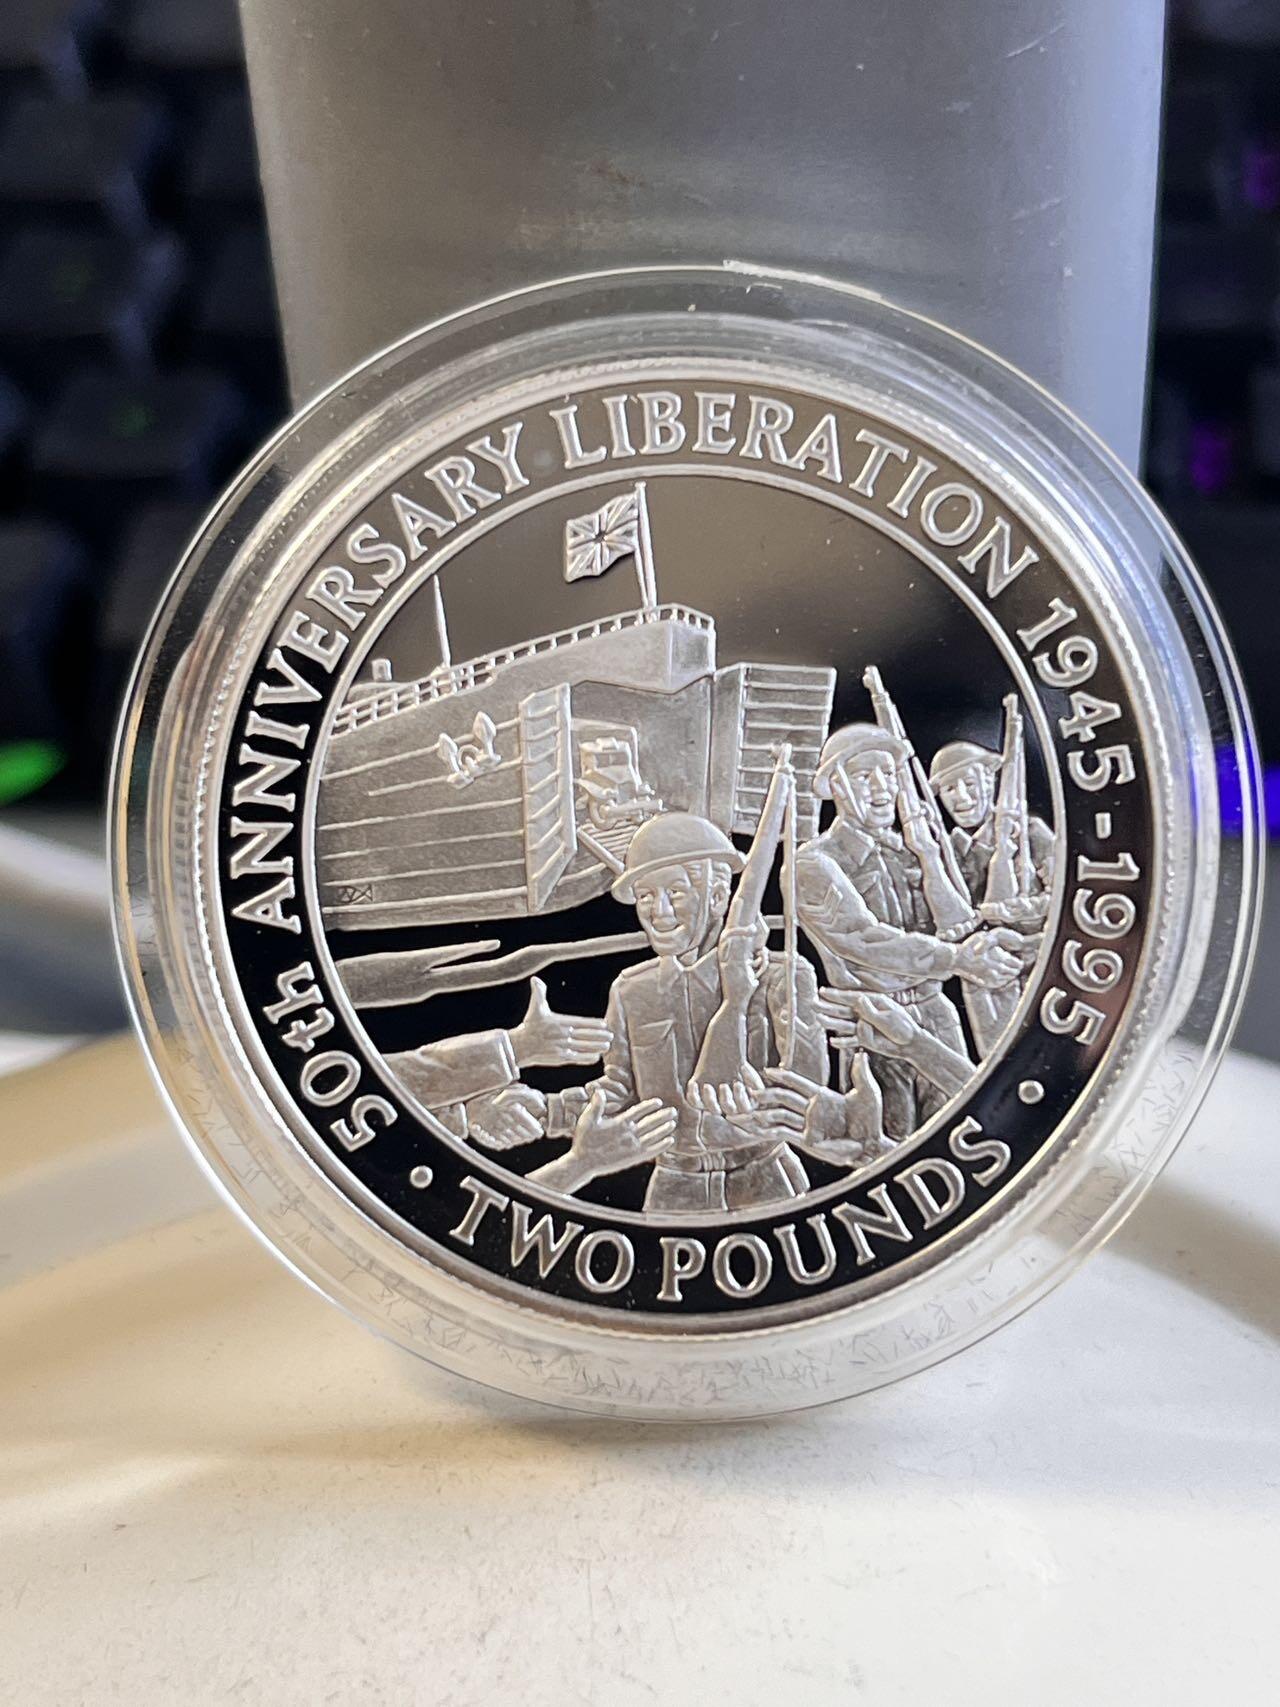 50th ANNIVERSARY LIBERATION 1945-1995
· TWO POUNDS ·